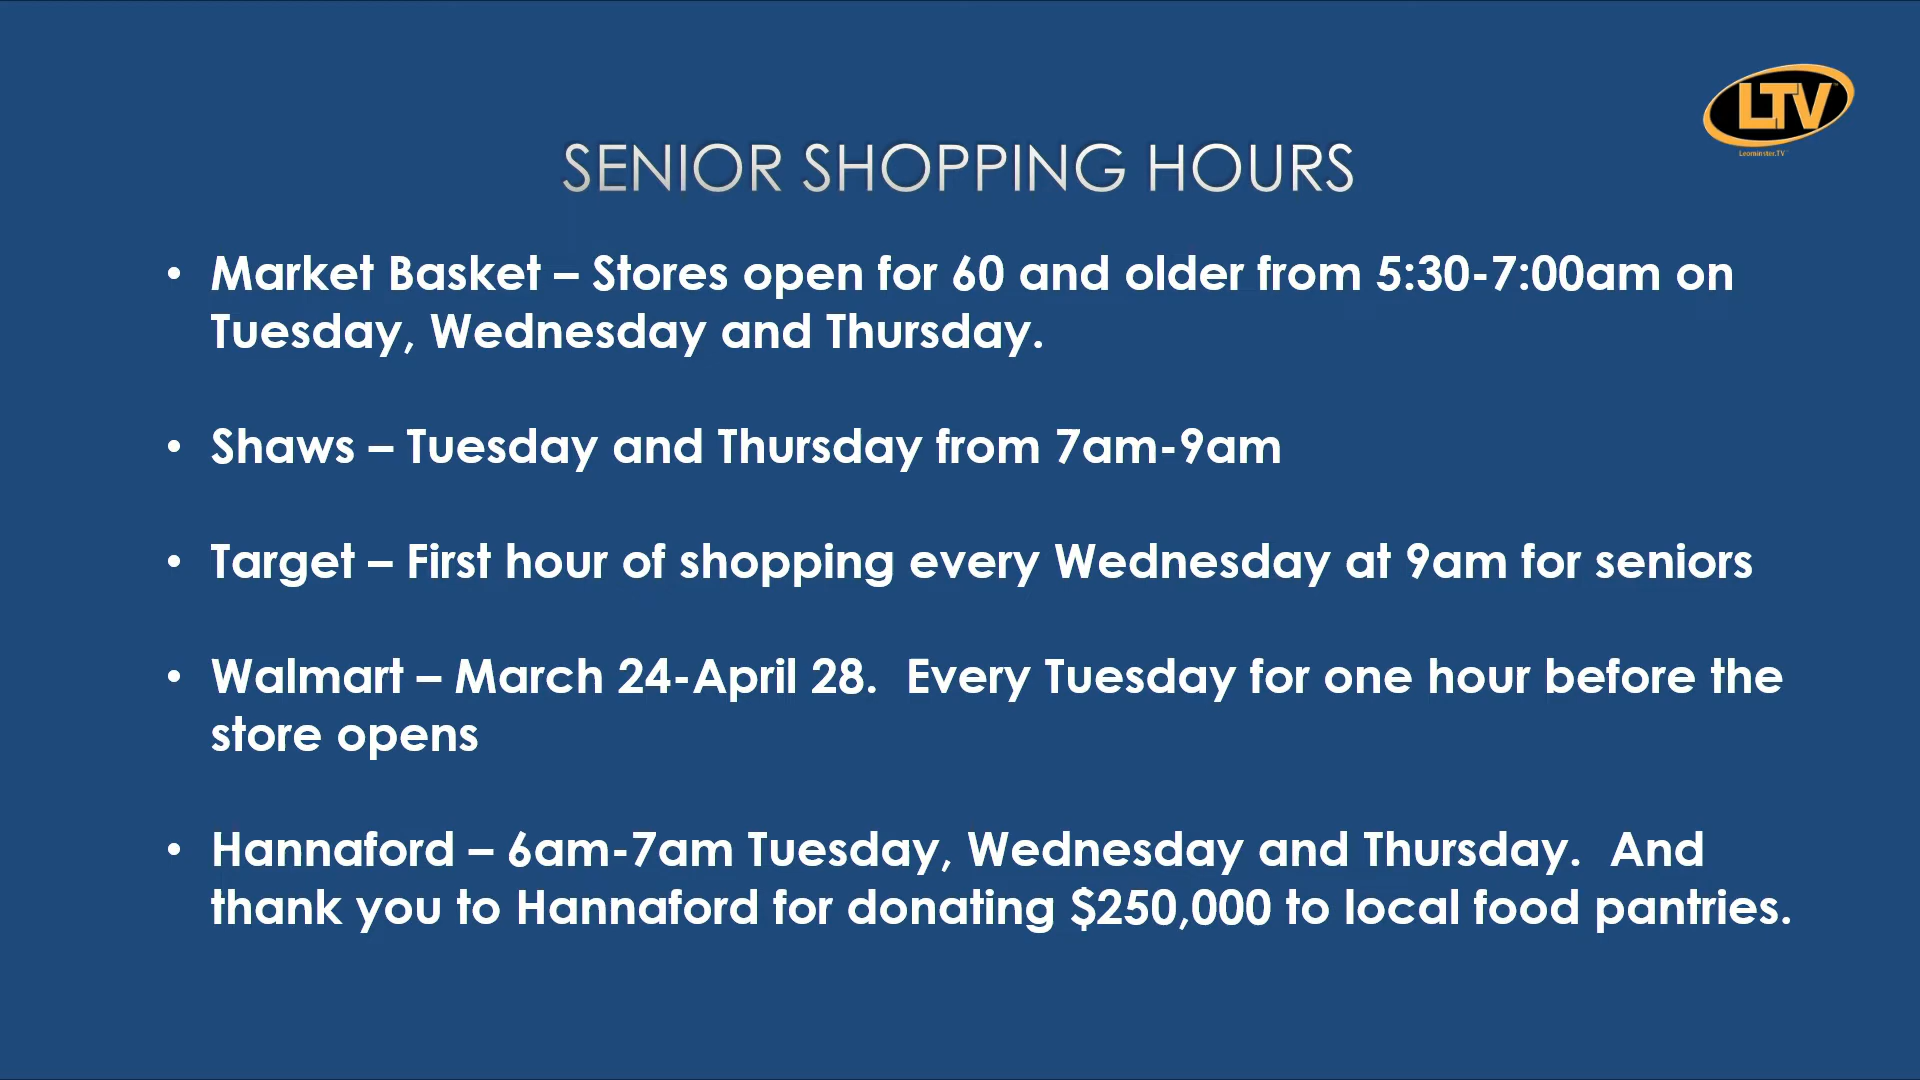 LTV
Leominster.TV
SENIOR SHOPPING HOURS
• Market Basket – Stores open for 60 and older from 5:30-7:00am on
Tuesday, Wednesday and Thursday.
• Shaws – Tuesday and Thursday from 7am-9am
• Target – First hour of shopping every Wednesday at 9am for seniors
• Walmart – March 24-April 28.  Every Tuesday for one hour before the
store opens
• Hannaford – 6am-7am Tuesday, Wednesday and Thursday.  And
thank you to Hannaford for donating $250,000 to local food pantries.